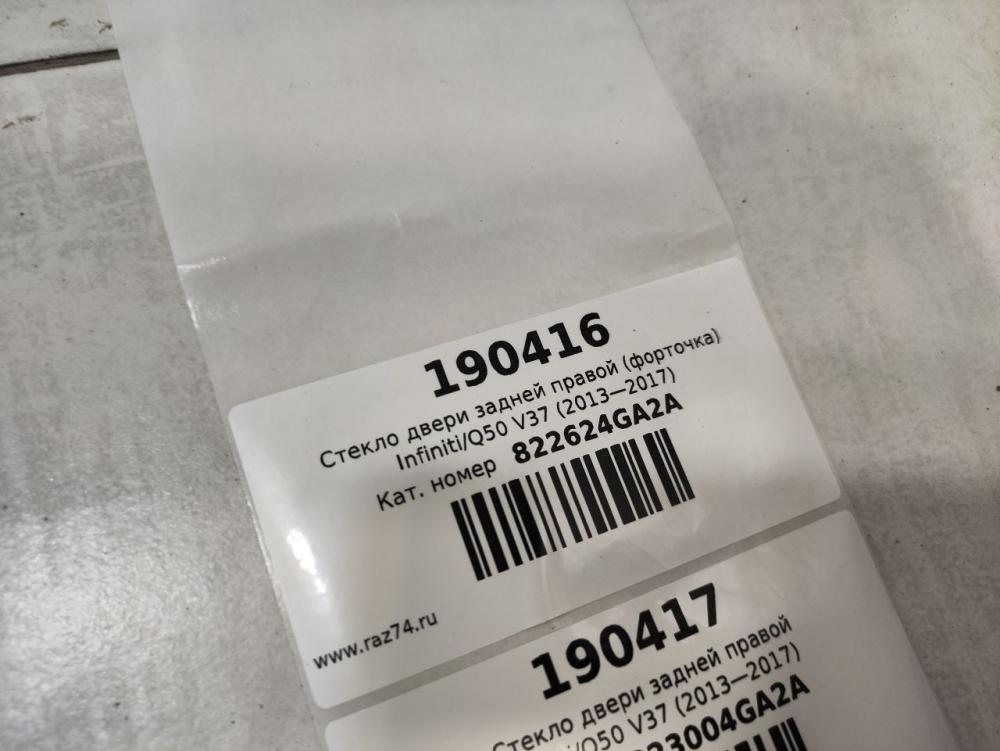 190416
Стекло двери задней правой (форточка)
Infiniti/Q50 V37 (2013—2017)
Кат. номер 822624GA2A
www.raz74.ru
190417
Стекло двери задней правой
/Q50 V37 (2013—2017)
23004GA2A